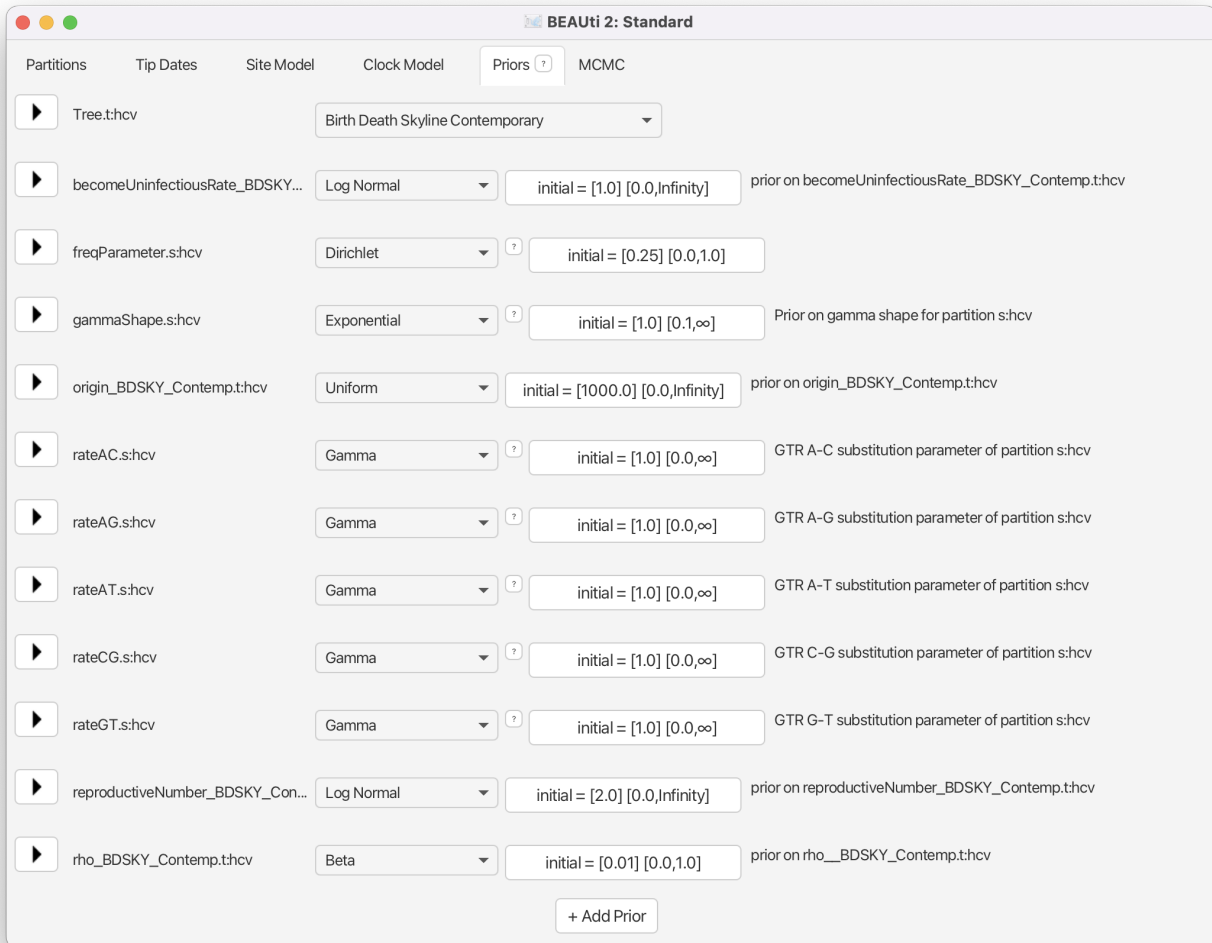 BEAUti 2: Standard
Partitions Tip Dates Site Model Clock Model Priors ? MCMC
Tree.t:hcv Birth Death Skyline Contemporary
becomeUninfectiousRate_BDSKY... Log Normal initial = [1.0] [0.0,Infinity] prior on becomeUninfectiousRate_BDSKY_Contemp.t:hcv
freqParameter.s:hcv Dirichlet ? initial = [0.25] [0.0,1.0]
gammaShape.s:hcv Exponential ? initial = [1.0] [0.1,∞] Prior on gamma shape for partition s:hcv
origin_BDSKY_Contemp.t:hcv Uniform initial = [1000.0] [0.0,Infinity] prior on origin_BDSKY_Contemp.t:hcv
rateAC.s:hcv Gamma ? initial = [1.0] [0.0,∞] GTR A-C substitution parameter of partition s:hcv
rateAG.s:hcv Gamma ? initial = [1.0] [0.0,∞] GTR A-G substitution parameter of partition s:hcv
rateAT.s:hcv Gamma ? initial = [1.0] [0.0,∞] GTR A-T substitution parameter of partition s:hcv
rateCG.s:hcv Gamma ? initial = [1.0] [0.0,∞] GTR C-G substitution parameter of partition s:hcv
rateGT.s:hcv Gamma ? initial = [1.0] [0.0,∞] GTR G-T substitution parameter of partition s:hcv
reproductiveNumber_BDSKY_Con... Log Normal initial = [2.0] [0.0,Infinity] prior on reproductiveNumber_BDSKY_Contemp.t:hcv
rho_BDSKY_Contemp.t:hcv Beta initial = [0.01] [0.0,1.0] prior on rho__BDSKY_Contemp.t:hcv
+ Add Prior